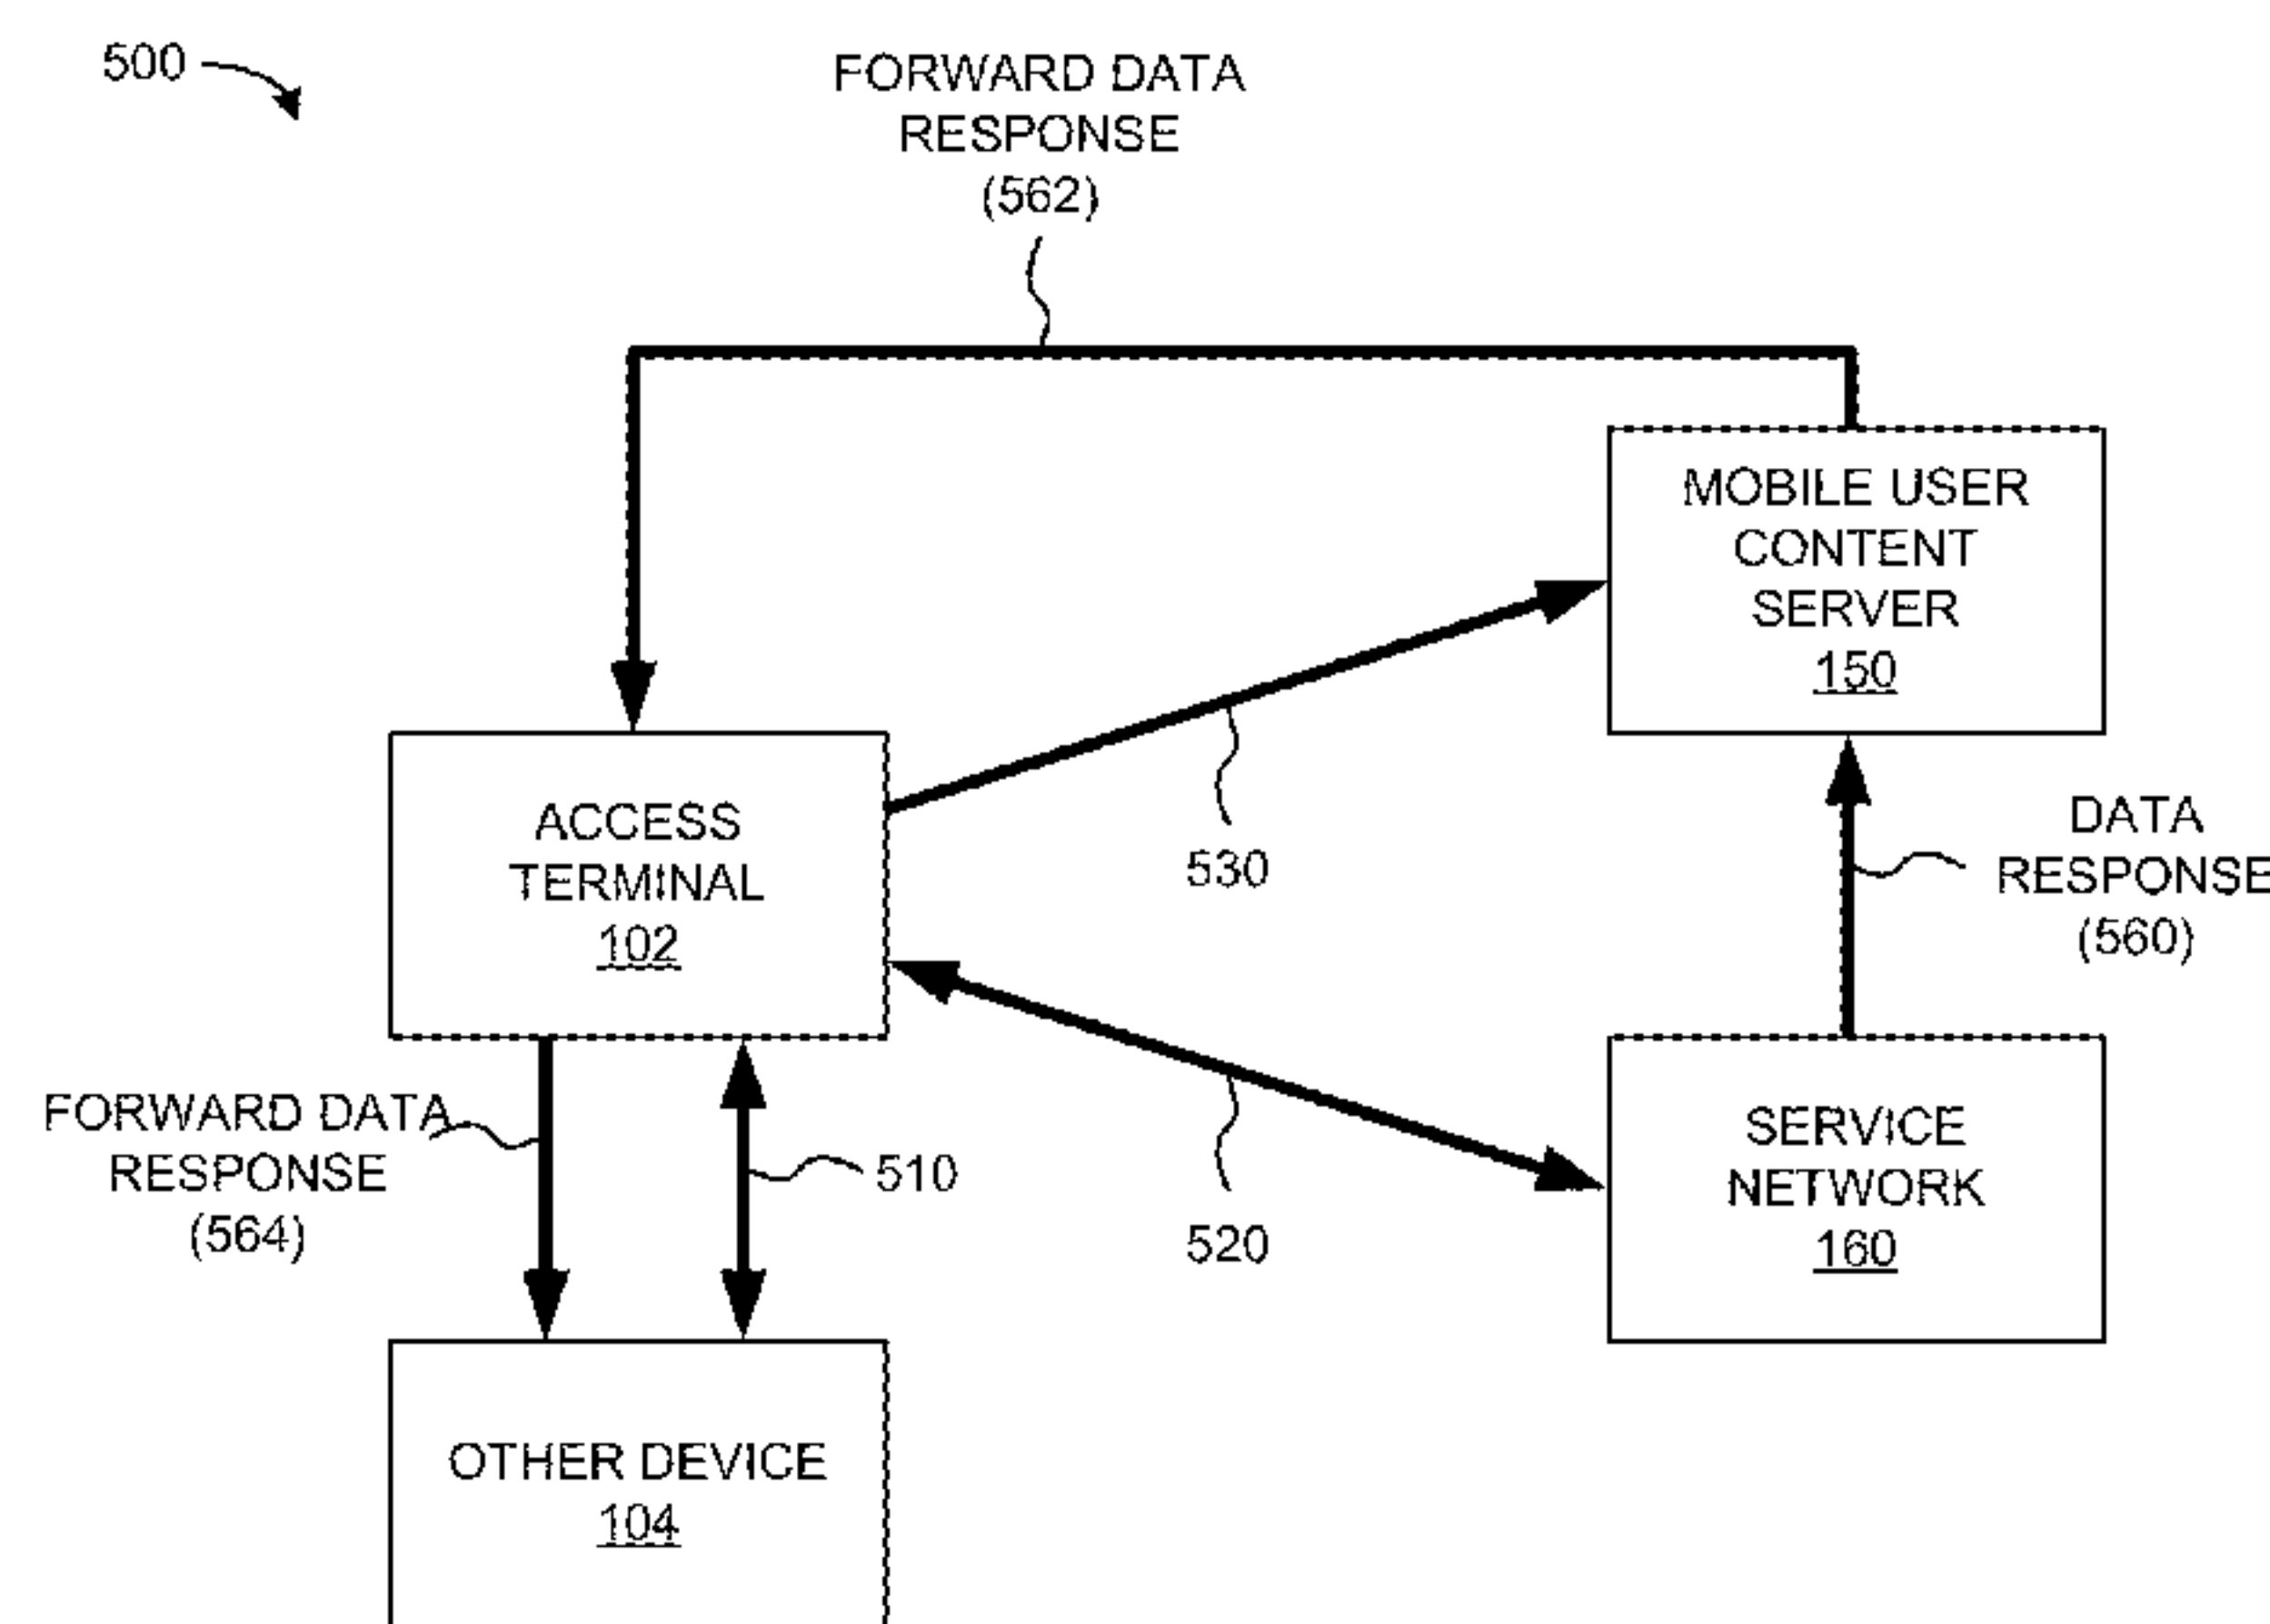 500
FORWARD DATA
RESPONSE
(562)
MOBILE USER
CONTENT
SERVER
150
ACCESS
TERMINAL
102
530
DATA
RESPONSE
(560)
FORWARD DATA
RESPONSE
(564)
510
520
SERVICE
NETWORK
160
OTHER DEVICE
104